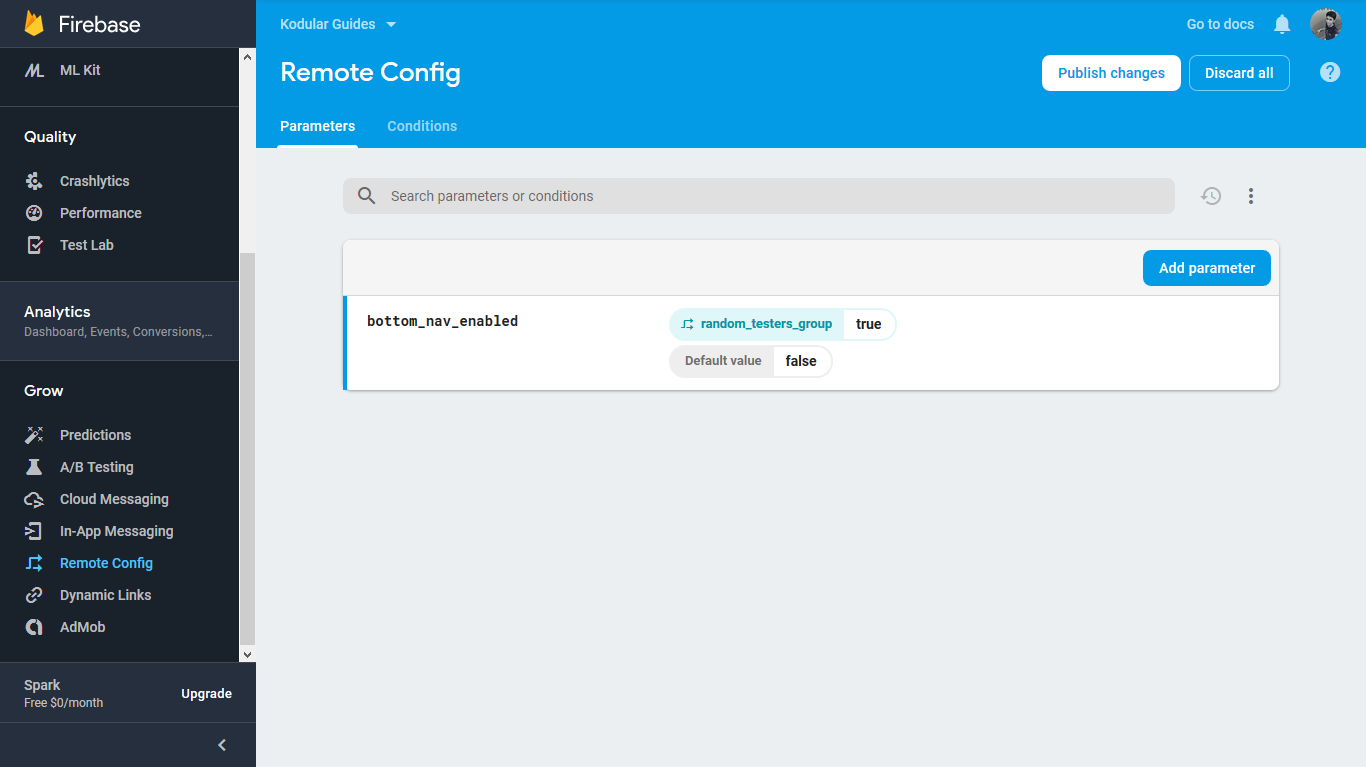 Firebase
ML Kit
Quality
Crashlytics
Performance
Test Lab
Analytics
Dashboard, Events, Conversions,...
Grow
Predictions
A/B Testing
Cloud Messaging
In-App Messaging
Remote Config
Dynamic Links
AdMob
Spark
Free $0/month
Upgrade
Kodular Guides
Go to docs
Remote Config
Publish changes
Discard all
?
Parameters
Conditions
Search parameters or conditions
Add parameter
bottom_nav_enabled
random_testers_group true
Default value false